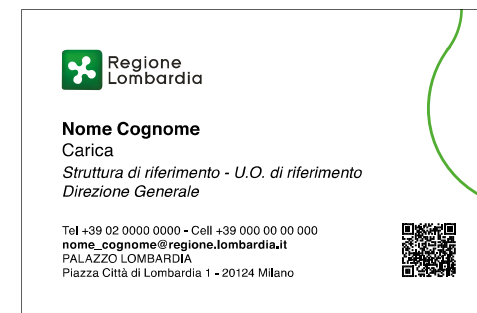 Regione
Lombardia
Nome Cognome
Carica
Struttura di riferimento - U.O. di riferimento
Direzione Generale
Tel +39 02 0000 0000 - Cell +39 000 00 00 000
nome_cognome@regione.lombardia.it
PALAZZO LOMBARDIA
Piazza Città di Lombardia 1 - 20124 Milano